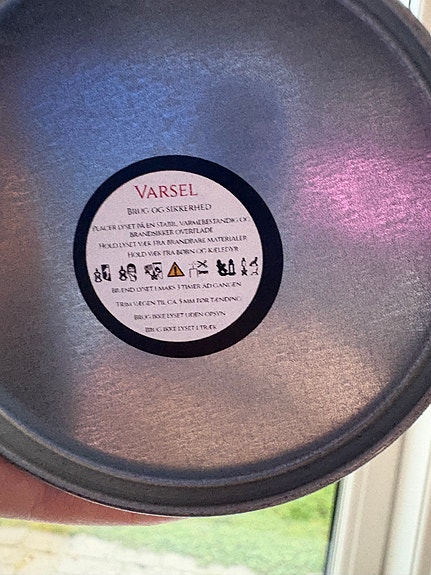 VARSEL
BRUG OG SIKKERHED
PLACER LYSET PÅ EN STABIL, VARMEBESTANDIG OG
BRANDSIKKER OVERFLADE
HOLD LYSET VÆK FRA BRANDBARE MATERIALER
HOLD LYSET VÆK FRA BØRN OG KÆLEDYR
BRÆND LYSET I MAKS 3 TIMER AD GANGEN
TRIM VÆGEN TIL CA. 5 MM FØR TÆNDING
BRUG IKKE LYSET UDEN OPSYN
BRUG IKKE LYSET I TRÆK